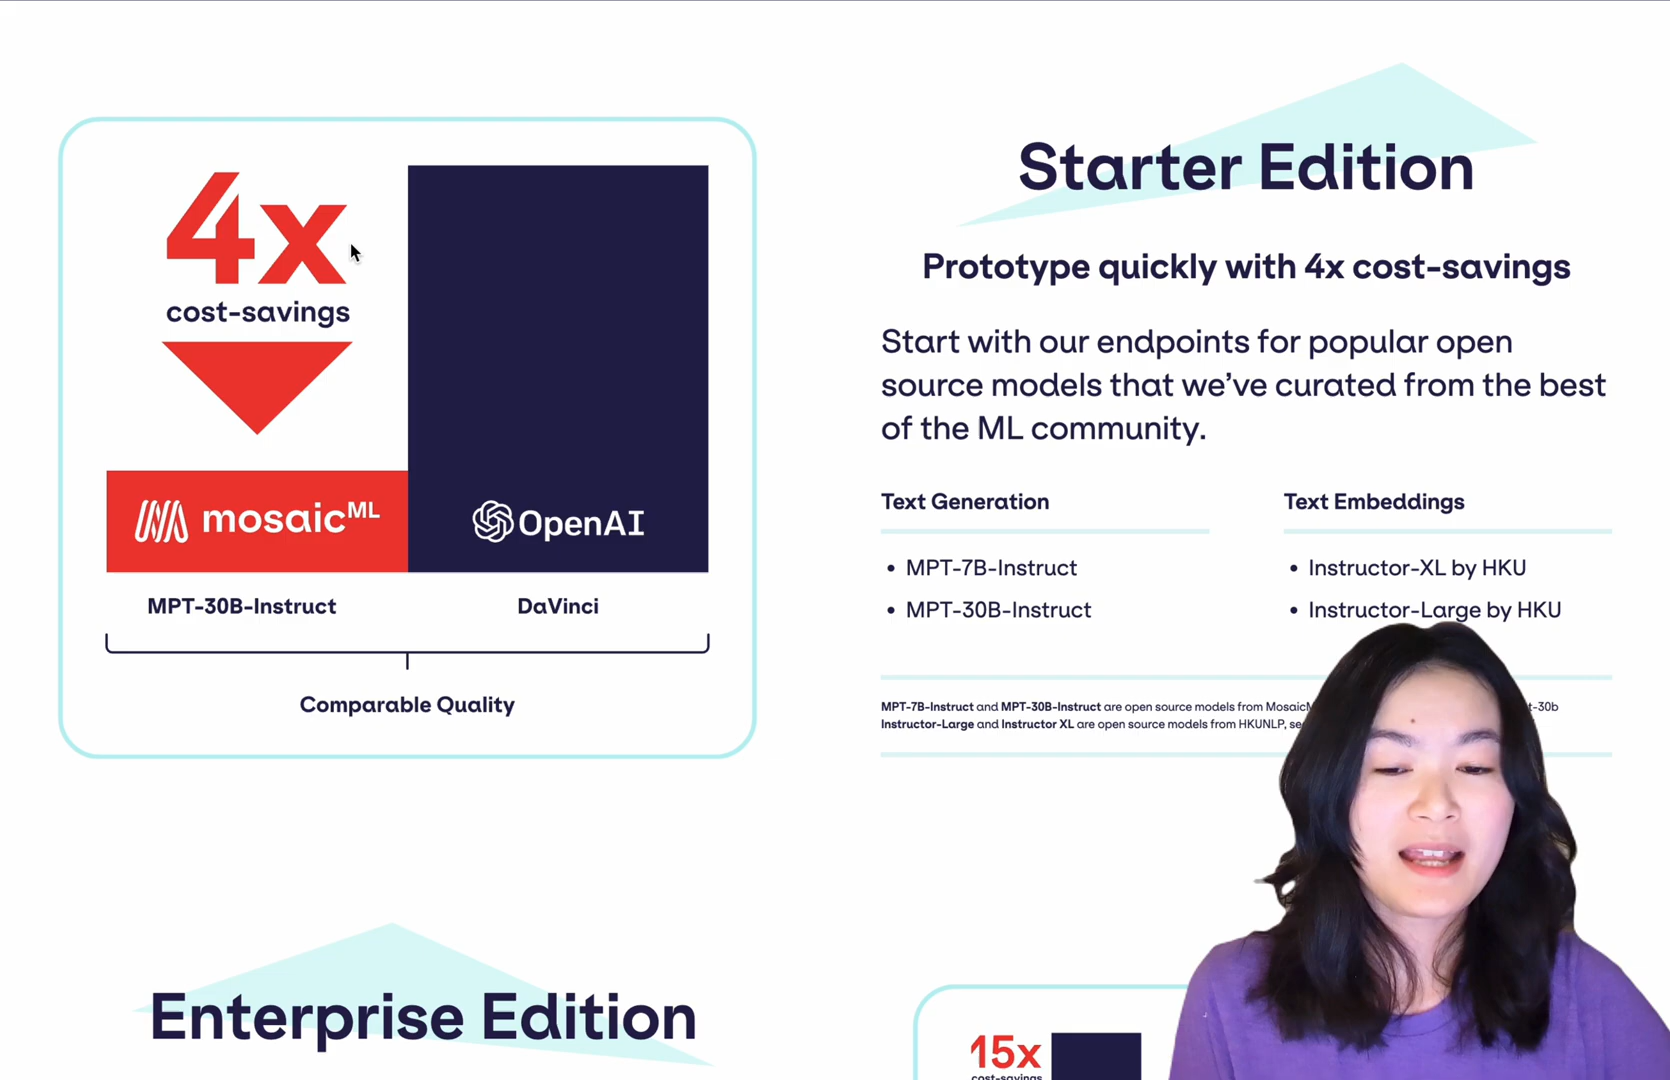 4x
cost-savings
mosaicML
OpenAI
MPT-30B-Instruct
DaVinci
Comparable Quality
Starter Edition
Prototype quickly with 4x cost-savings
Start with our endpoints for popular open
source models that we’ve curated from the best
of the ML community.
Text Generation
• MPT-7B-Instruct
• MPT-30B-Instruct
Text Embeddings
• Instructor-XL by HKU
• Instructor-Large by HKU
MPT-7B-Instruct and MPT-30B-Instruct are open source models from
Instructor-Large and Instructor XL are open source models from HKUNLP,
Enterprise Edition
15x
cost-savings